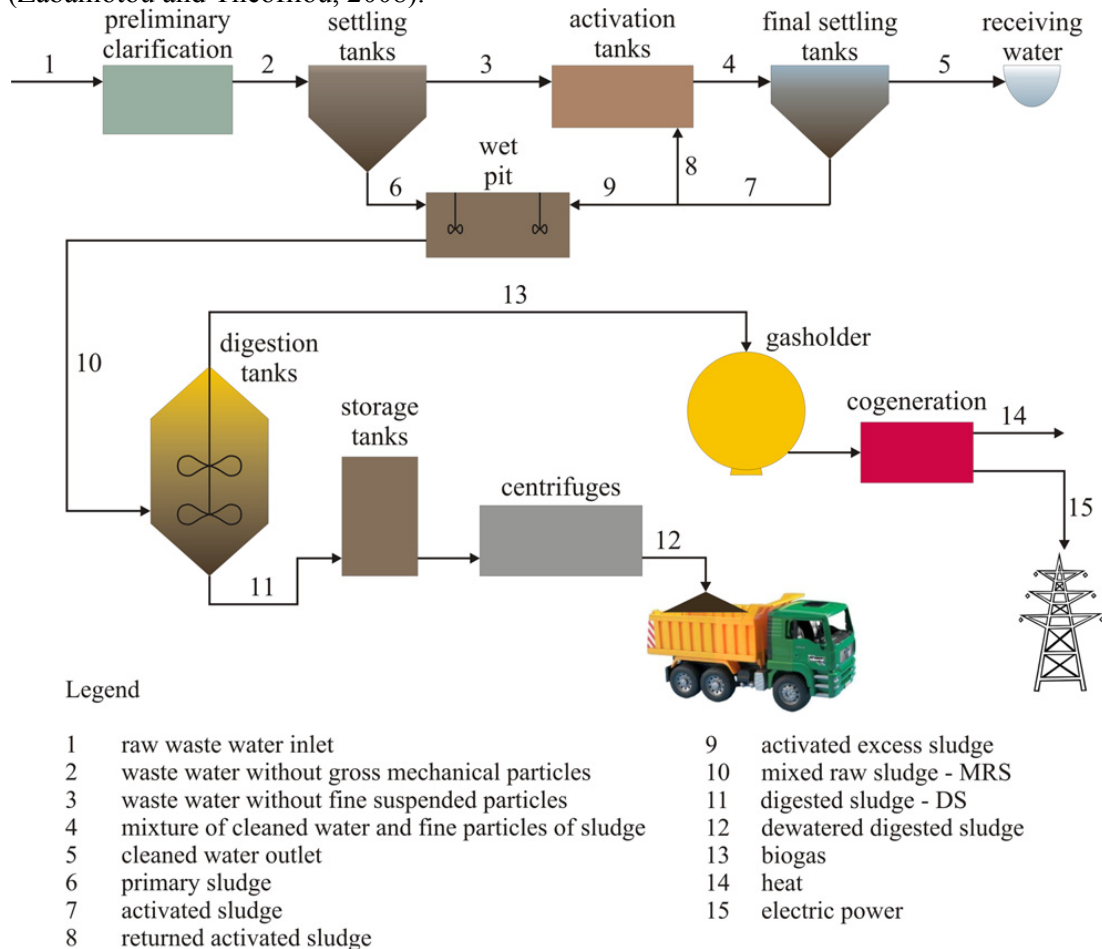 (Zabaniotou and Theofilou, 2008).
preliminary
clarification
settling
tanks
activation
tanks
final settling
tanks
receiving
water
1
2
3
4
5
wet
pit
6
9
8
7
13
10
digestion
tanks
gasholder
storage
tanks
cogeneration
14
centrifuges
15
12
11
Legend
1 raw waste water inlet
2 waste water without gross mechanical particles
3 waste water without fine suspended particles
4 mixture of cleaned water and fine particles of sludge
5 cleaned water outlet
6 primary sludge
7 activated sludge
8 returned activated sludge
9 activated excess sludge
10 mixed raw sludge - MRS
11 digested sludge - DS
12 dewatered digested sludge
13 biogas
14 heat
15 electric power